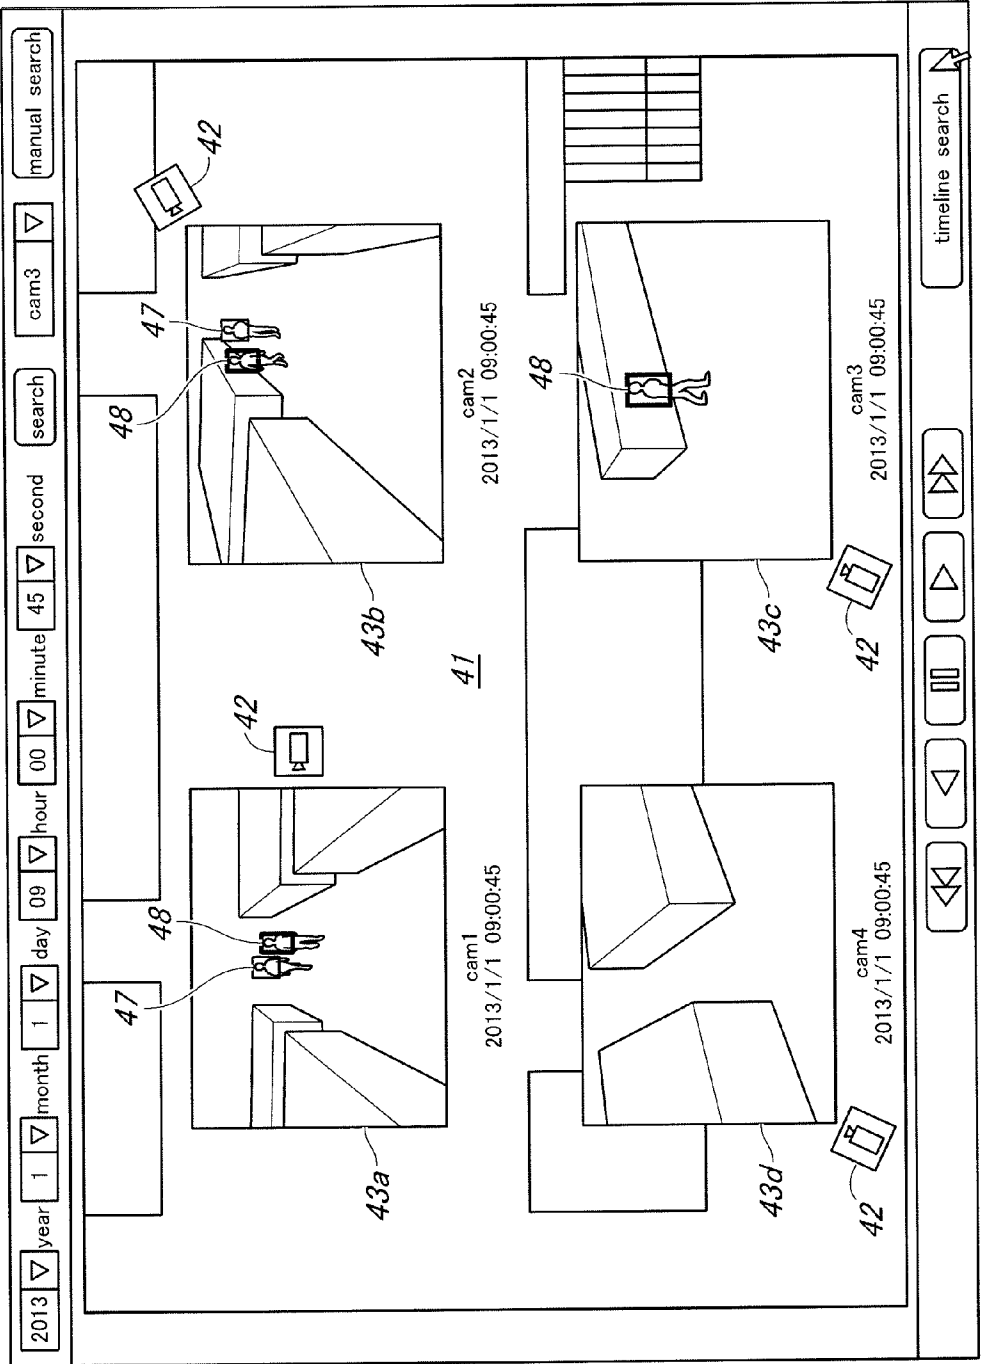 2013 year 1 month 1 day 09 hour 00 minute 45 second search cam3 manual search
42
47
48
47
48
42
43a
cam1
2013/1/1 09:00:45
43b
cam2
2013/1/1 09:00:45
41
48
43d
cam4
2013/1/1 09:00:45
42
43c
cam3
2013/1/1 09:00:45
42
timeline search